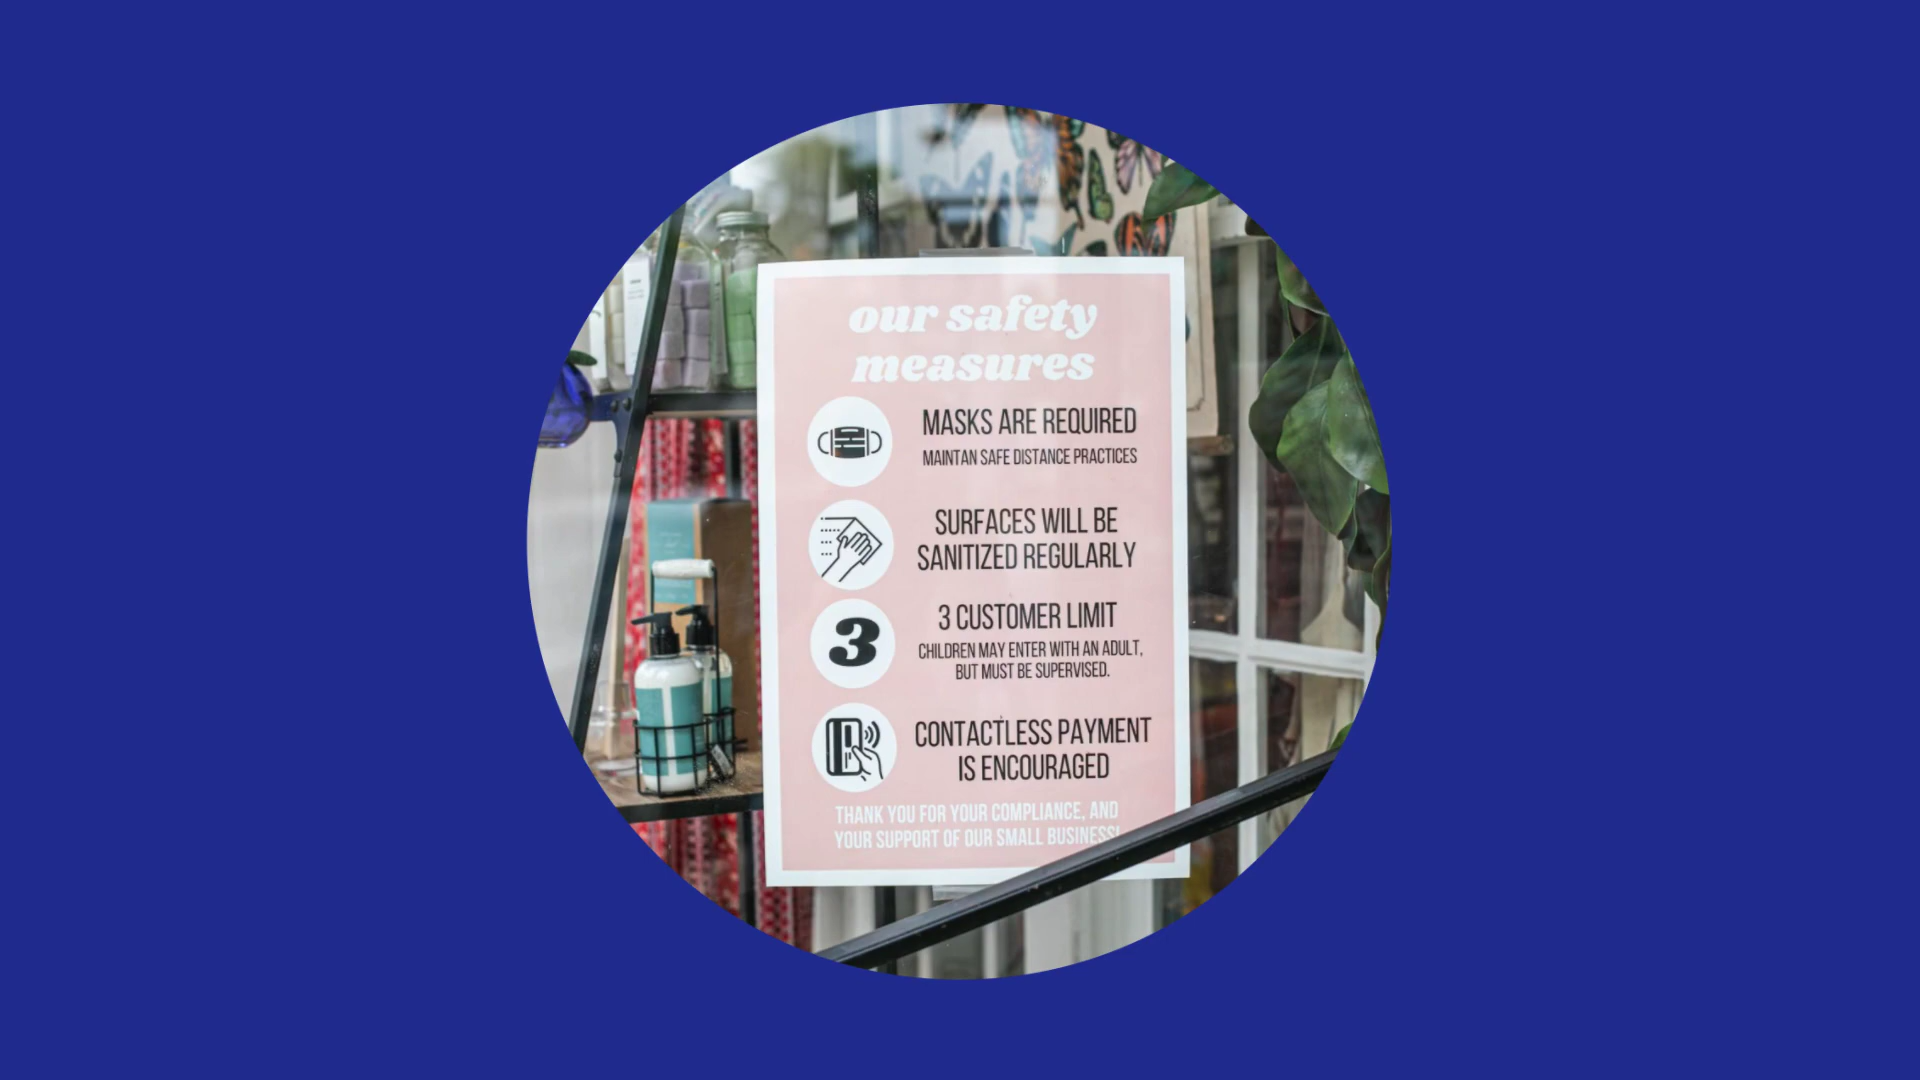 our safety
measures
MASKS ARE REQUIRED
MAINTAN SAFE DISTANCE PRACTICES
SURFACES WILL BE
SANITIZED REGULARLY
3
3 CUSTOMER LIMIT
CHILDREN MAY ENTER WITH AN ADULT,
BUT MUST BE SUPERVISED.
CONTACTLESS PAYMENT
IS ENCOURAGED
THANK YOU FOR YOUR COMPLIANCE, AND
YOUR SUPPORT OF OUR SMALL BUSINESS!